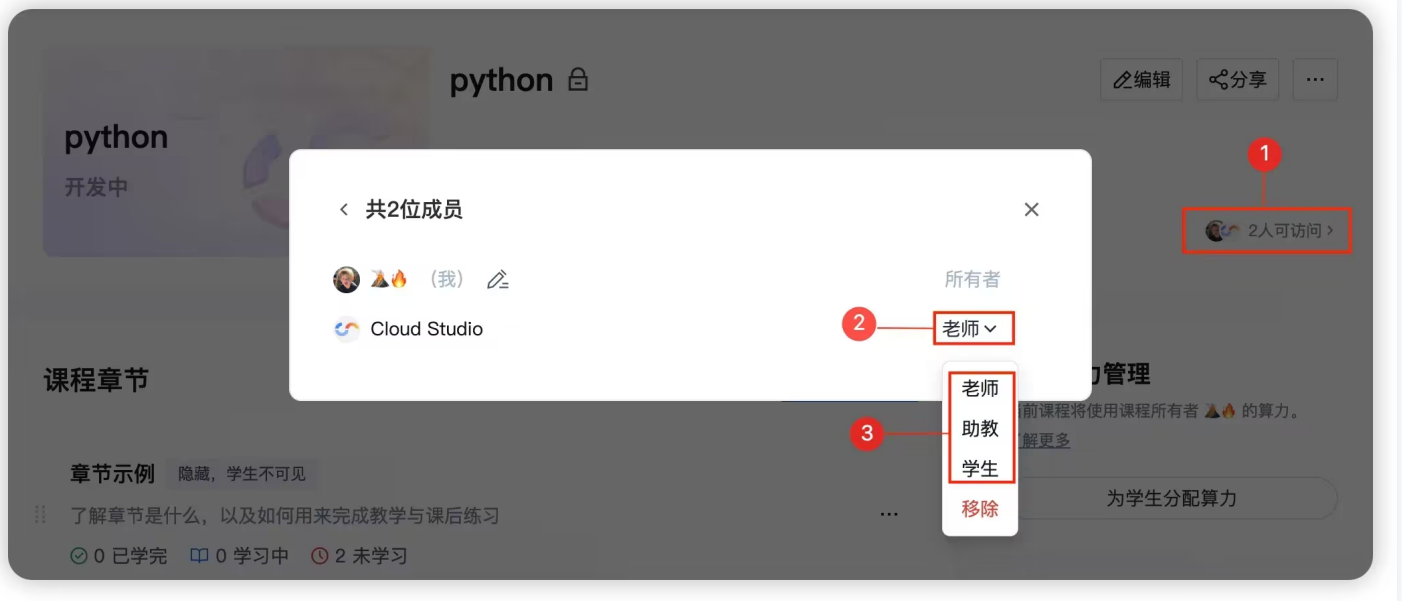 python
编辑
分享
...
python
开发中
1
2人可访问 >
< 共2位成员
🌋🔥 （我）
所有者
Cloud Studio
2
老师
老师
助教
学生
移除
3
课程章节
管理
前课程将使用课程所有者 🌋🔥 的算力。
解更多
为学生分配算力
章节示例 隐藏，学生不可见
了解章节是什么，以及如何用来完成教学与课后练习
...
0 已学完 0 学习中 2 未学习